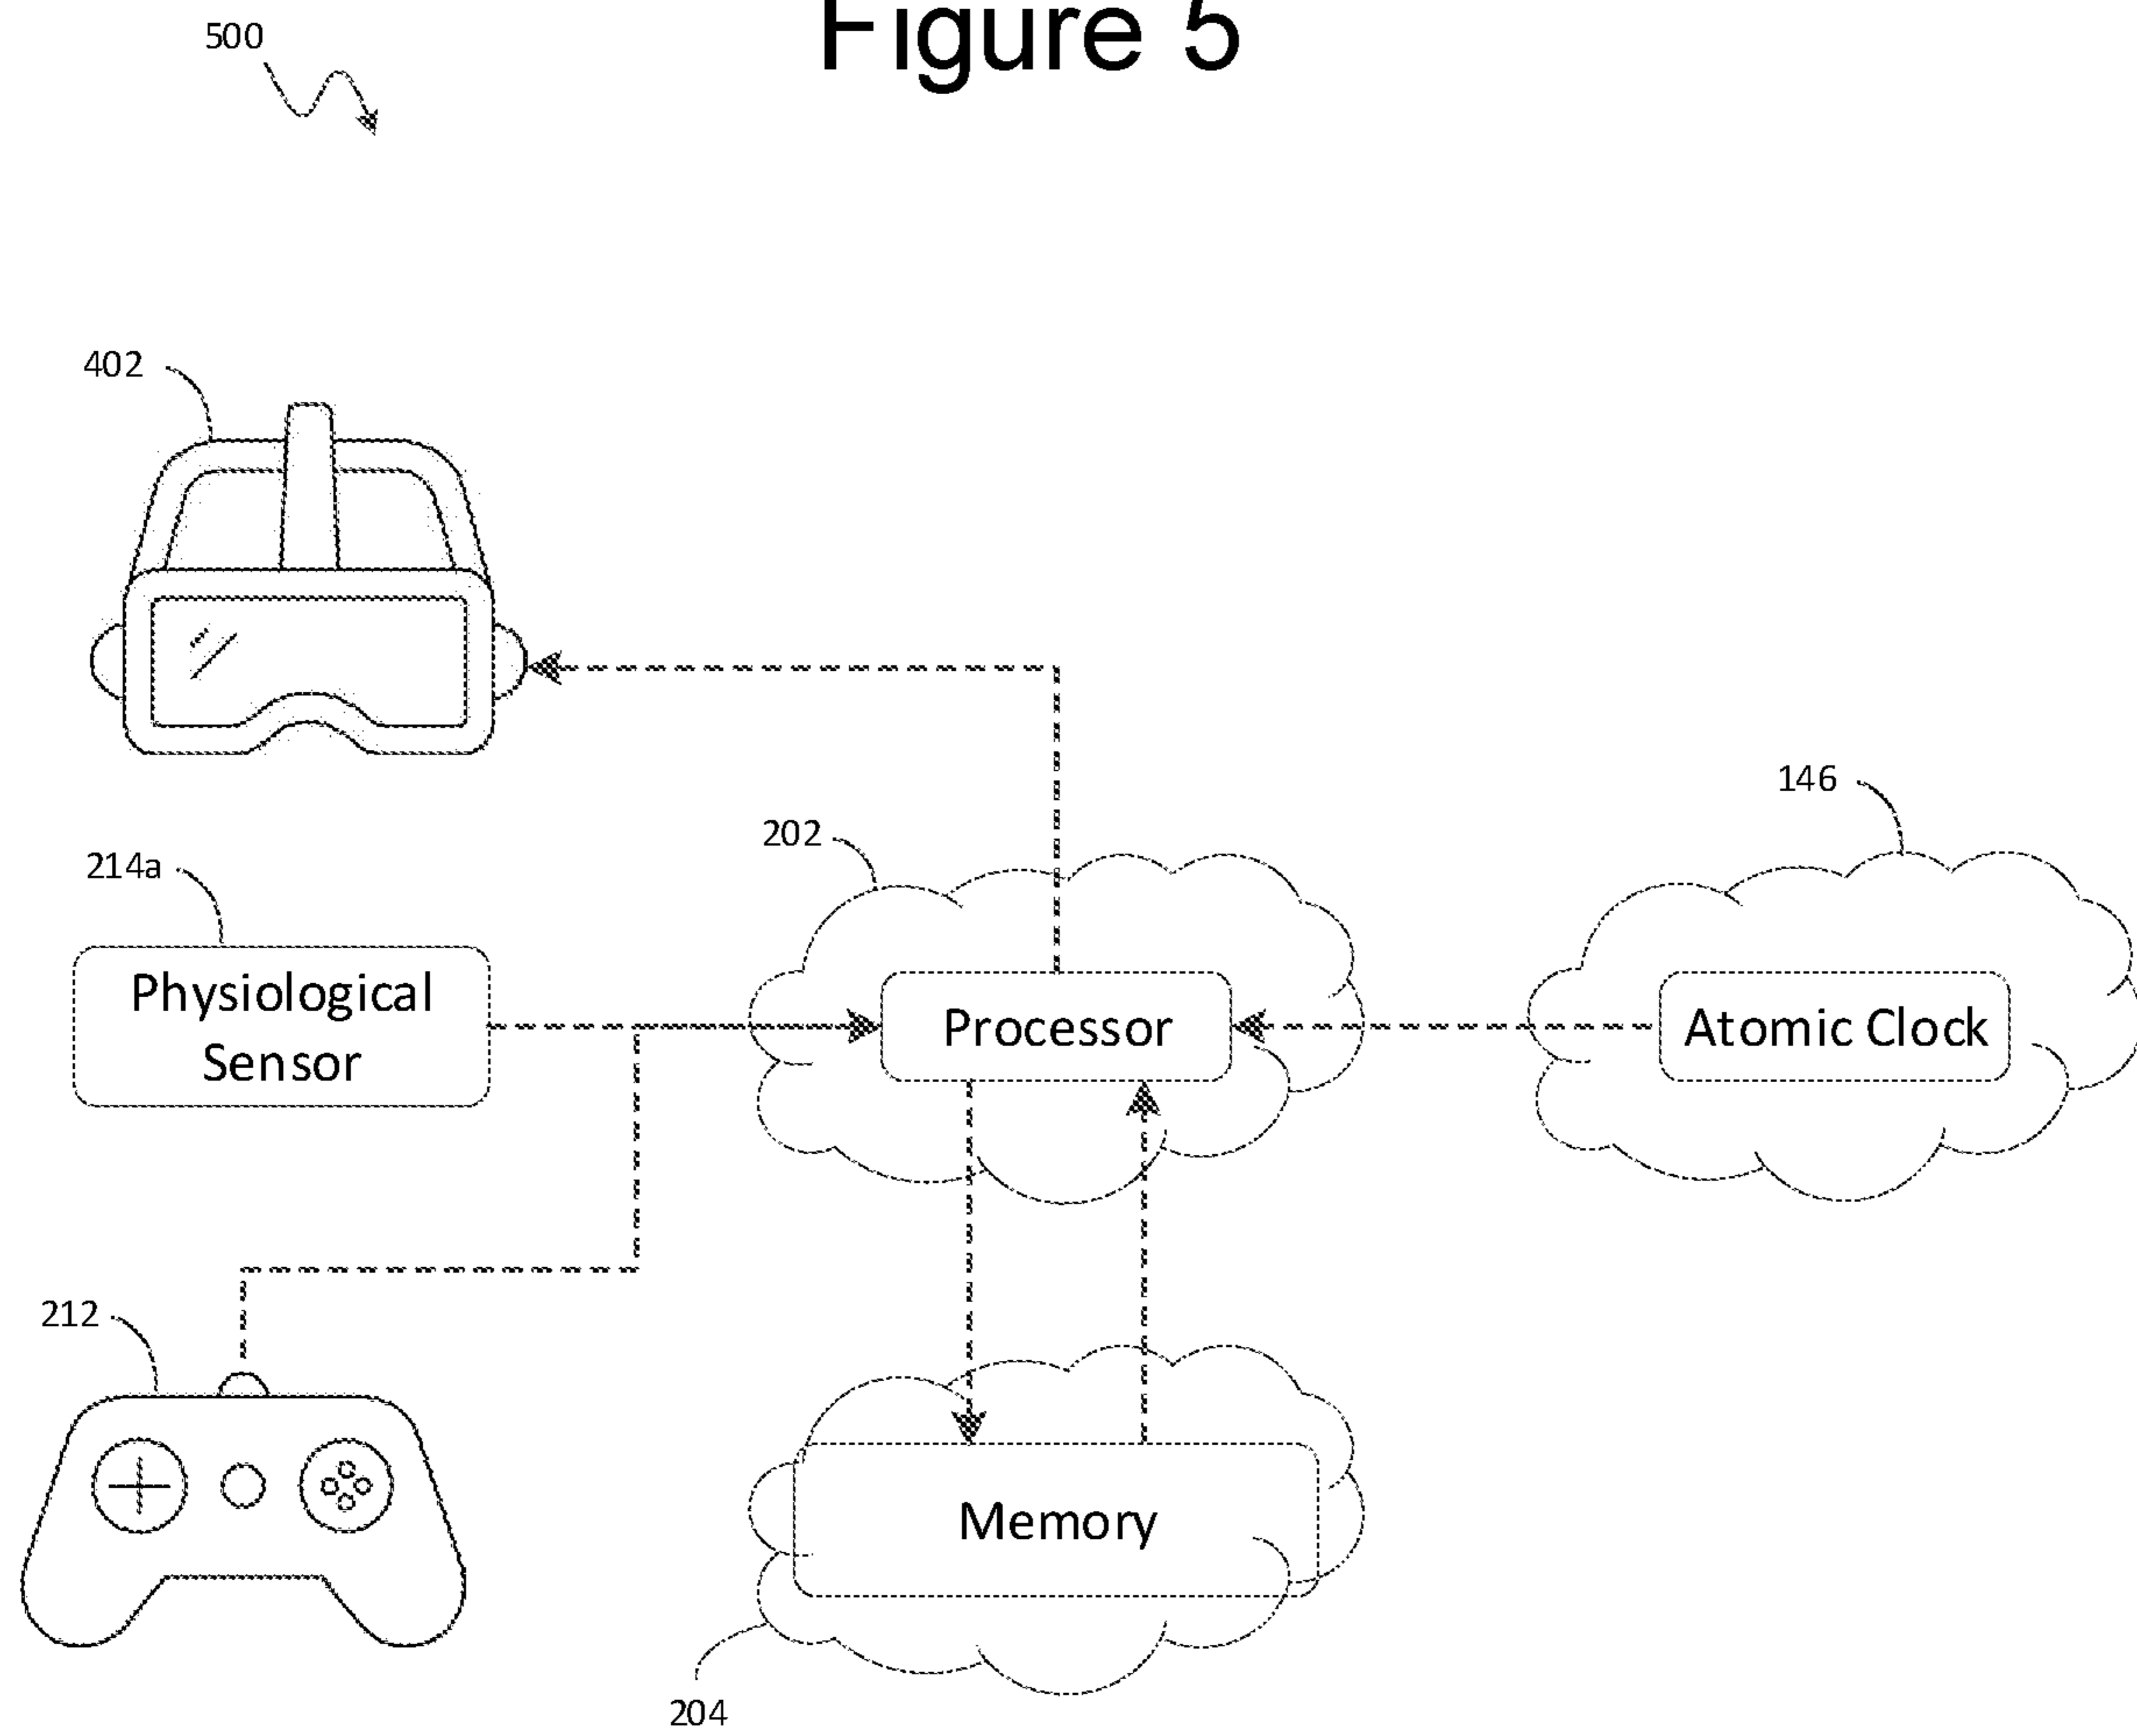 Figure 5
500
402
146
202
214a
Physiological
Sensor
Processor
Atomic Clock
212
Memory
204